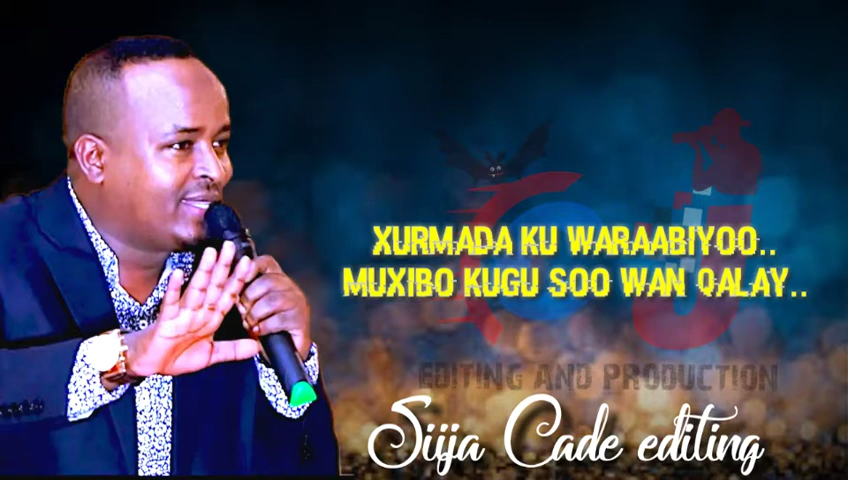 XURMADA KU WARAABIYOO..
MUXIBO KUGU SOO WAN QALAY..
EDITING AND PRODUCTION
Siija Cade editing